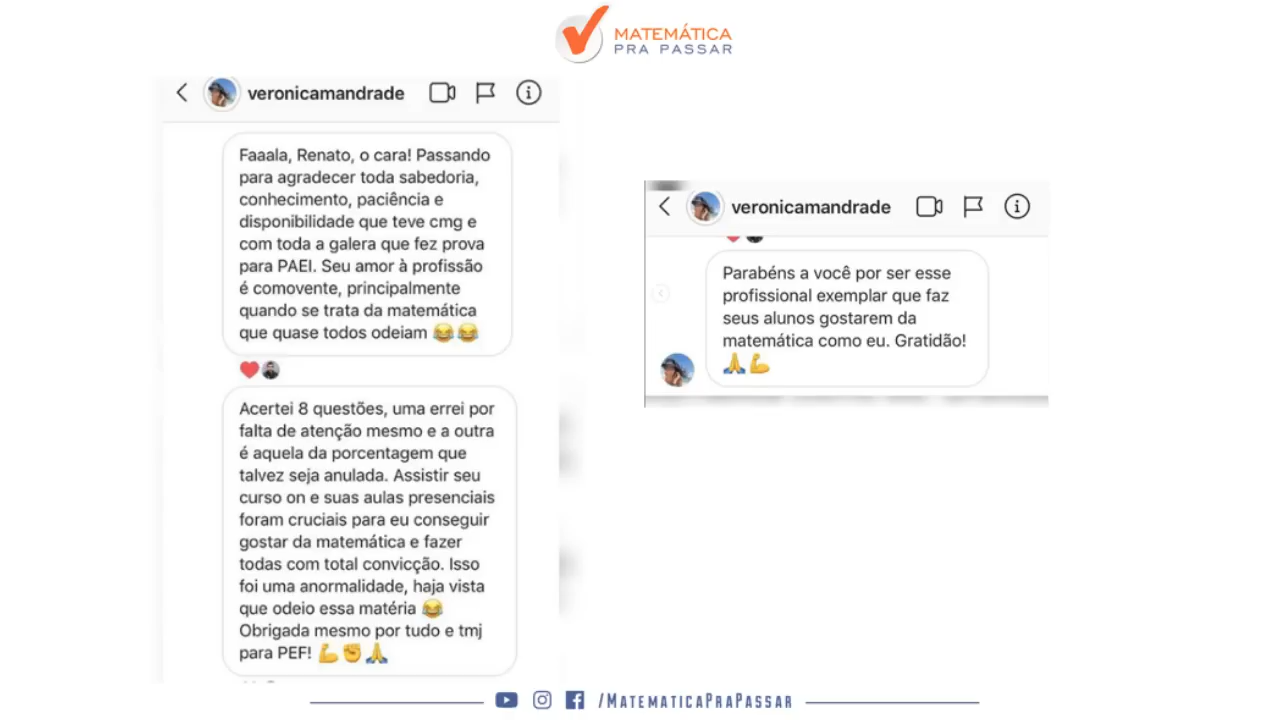 MATEMÁTICA
PRA PASSAR
veronicamandrade
Faaala, Renato, o cara! Passando
para agradecer toda sabedoria,
conhecimento, paciência e
disponibilidade que teve cmg e
com toda a galera que fez prova
para PAEI. Seu amor à profissão
é comovente, principalmente
quando se trata da matemática
que quase todos odeiam 😂😂
Acertei 8 questões, uma errei por
falta de atenção mesmo e a outra
é aquela da porcentagem que
talvez seja anulada. Assistir seu
curso on e suas aulas presenciais
foram cruciais para eu conseguir
gostar da matemática e fazer
todas com total convicção. Isso
foi uma anormalidade, haja vista
que odeio essa matéria 😂
Obrigada mesmo por tudo e tmj
para PEF! 💪✊🙏
veronicamandrade
Parabéns a você por ser esse
profissional exemplar que faz
seus alunos gostarem da
matemática como eu. Gratidão!
🙏💪
/MATEMATICAPRAPASSAR